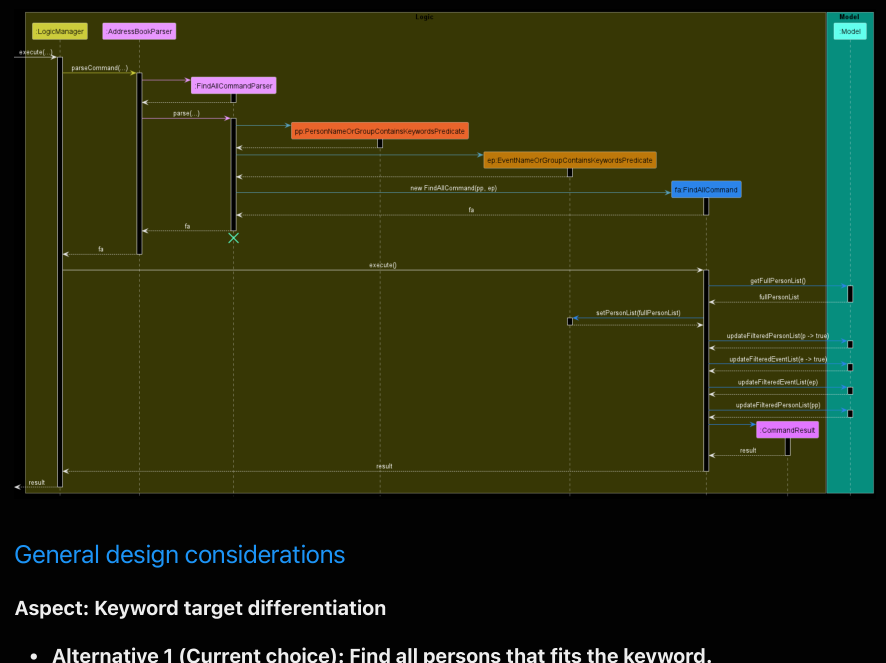 Logic
Model
:LogicManager
:AddressBookParser
:Model
execute(...)
parseCommand(...)
:FindAllCommandParser
parse(...)
pp:PersonNameOrGroupContainsKeywordsPredicate
ep:EventNameOrGroupContainsKeywordsPredicate
new FindAllCommand(pp, ep)
fa:FindAllCommand
fa
fa
fa
execute()
getFullPersonList()
fullPersonList
setPersonList(fullPersonList)
updateFilteredPersonList(p -> true)
updateFilteredEventList(e -> true)
updateFilteredEventList(ep)
updateFilteredPersonList(pp)
:CommandResult
result
result
result
General design considerations
Aspect: Keyword target differentiation
• Alternative 1 (Current choice): Find all persons that fits the keyword.